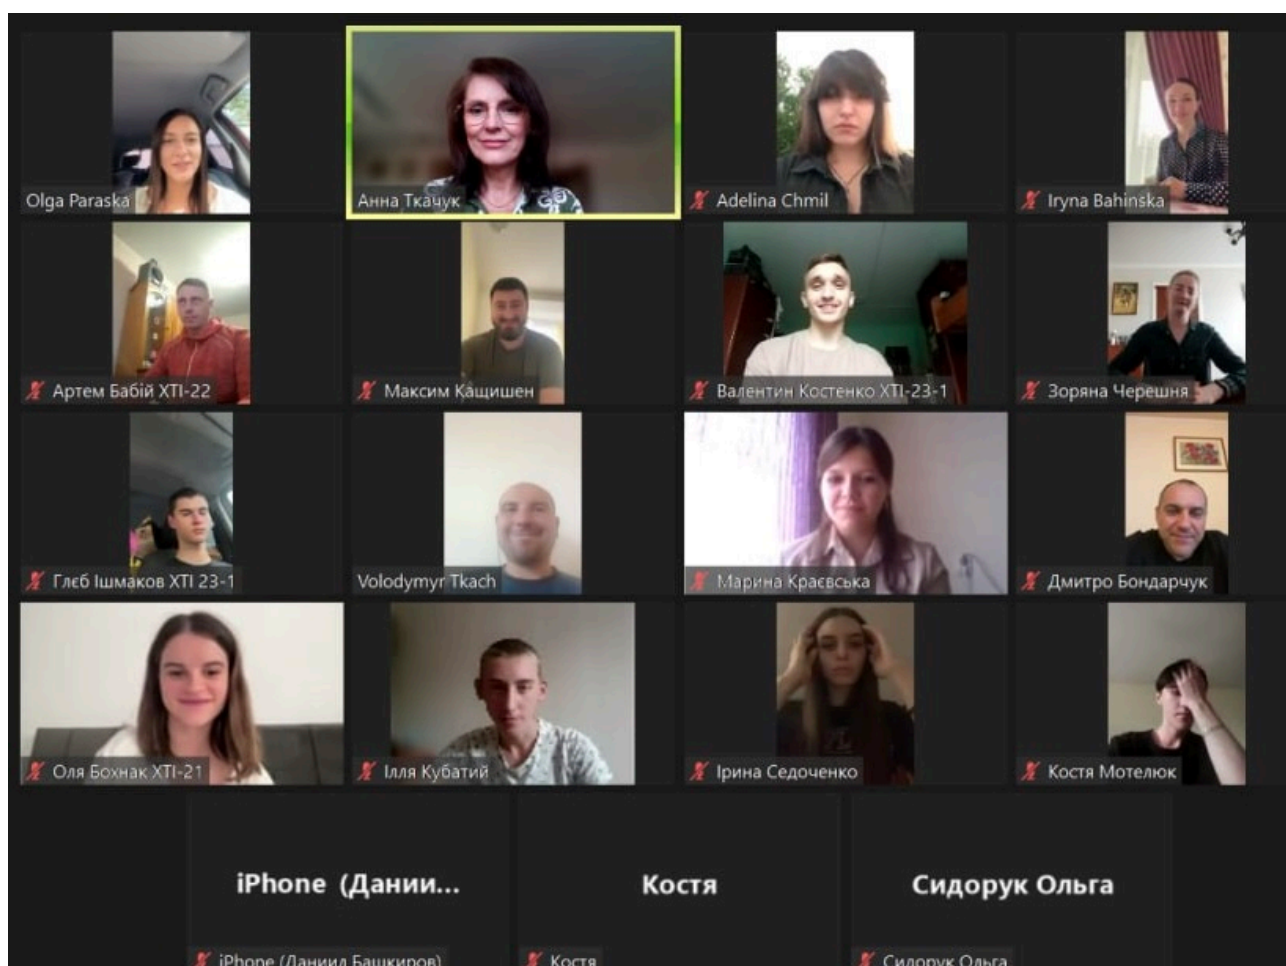 Olga Paraska
Анна Ткачук
Adelina Chmil
Iryna Bahinska
Артем Бабій ХТІ-22
Максим Кащишен
Валентин Костенко ХТІ-23-1
Зоряна Черешня
Глєб Ішмаков ХТІ 23-1
Volodymyr Tkach
Марина Краєвська
Дмитро Бондарчук
Оля Бохнак ХТІ-21
Ілля Кубатий
Ірина Седоченко
Костя Мотелюк
iPhone (Дании...
Костя
Сидорук Ольга
iPhone (Даниил Башкиров)
Костя
Сидорук Ольга